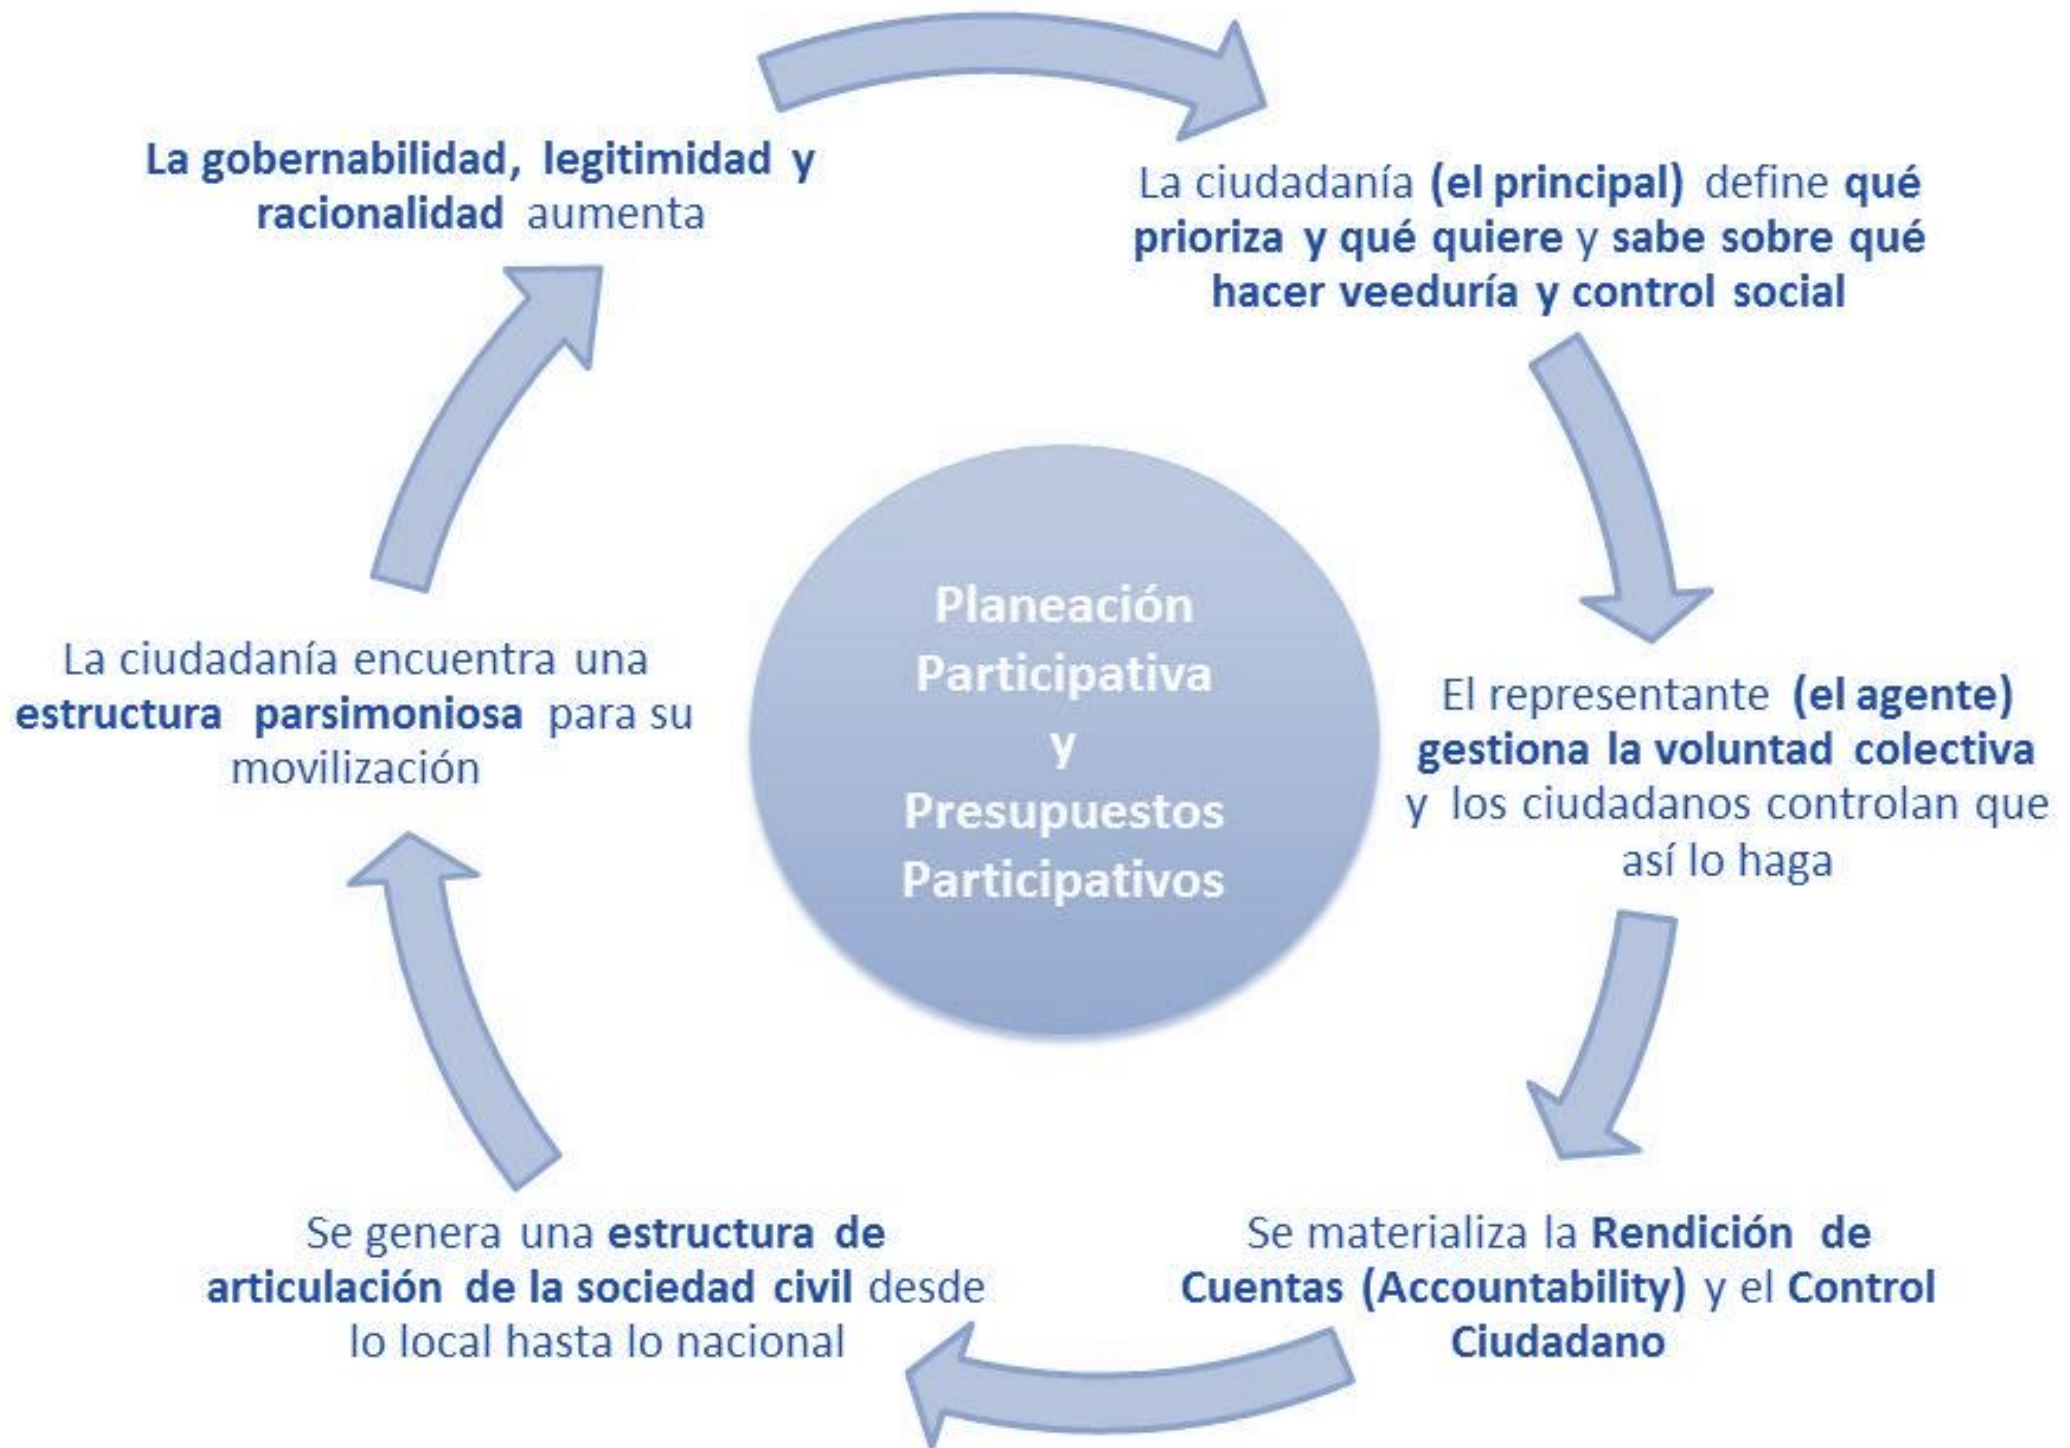 La gobernabilidad, legitimidad y
racionalidad aumenta
La ciudadanía (el principal) define qué
prioriza y qué quiere y sabe sobre qué
hacer veeduría y control social
El representante (el agente)
gestiona la voluntad colectiva
y los ciudadanos controlan que
así lo haga
Se materializa la Rendición de
Cuentas (Accountability) y el Control
Ciudadano
Se genera una estructura de
articulación de la sociedad civil desde
lo local hasta lo nacional
La ciudadanía encuentra una
estructura parsimoniosa para su
movilización
Planeación
Participativa
y
Presupuestos
Participativos